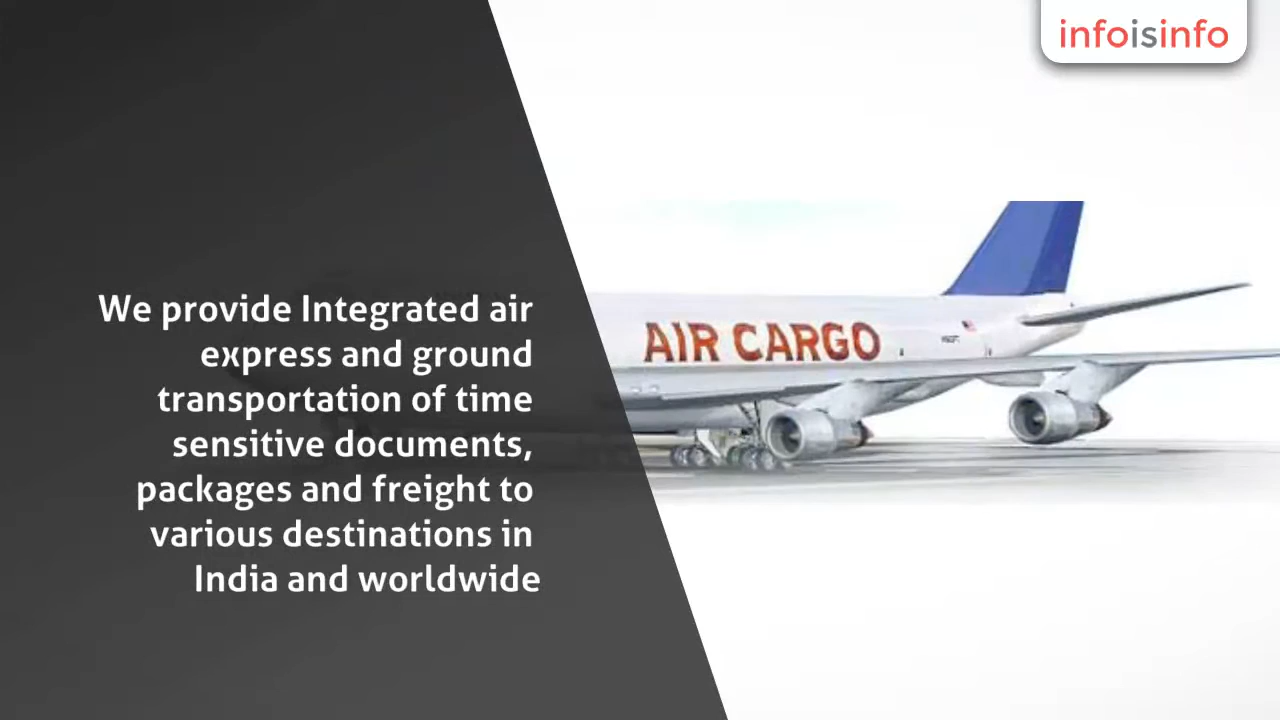 infoisinfo
We provide Integrated air
express and ground
transportation of time
sensitive documents,
packages and freight to
various destinations in
India and worldwide
AIR CARGO